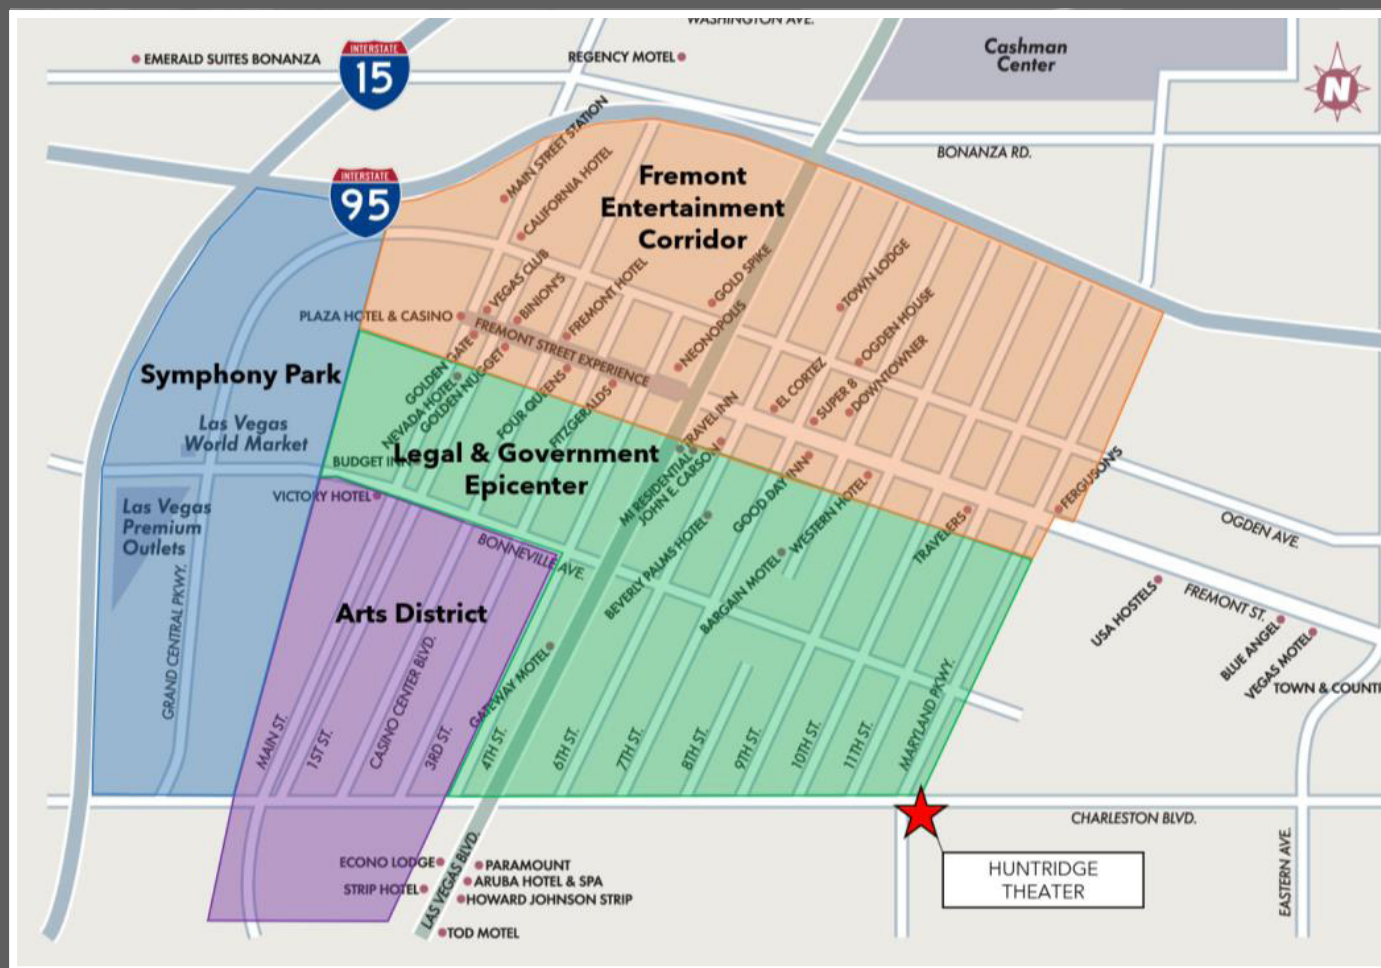 WASHINGTON AVE.
EMERALD SUITES BONANZA
INTERSTATE
15
REGENCY MOTEL
Cashman
Center
N
BONANZA RD.
INTERSTATE
95
MAIN STREET STATION
CALIFORNIA HOTEL
Fremont
Entertainment
Corridor
VEGAS CLUB
BINION'S
FREMONT HOTEL
GOLD SPIKE
TOWN LODGE
OGDEN HOUSE
PLAZA HOTEL & CASINO
FREMONT STREET EXPERIENCE
NEONOPOLIS
GOLDEN GATE
NEVADA HOTEL
GOLDEN NUGGET
FOUR QUEENS
FITZGERALDS
EL CORTEZ
SUPER 8
DOWNTOWNER
Symphony Park
Las Vegas
World Market
BUDGET INN
Legal & Government
Epicenter
TRAVEL INN
MI RESIDENTIAL
JOHN E. CARSON
GOOD DAY INN
WESTERN HOTEL
TRAVELERS
FERGUSON'S
OGDEN AVE.
VICTORY HOTEL
Las Vegas
Premium
Outlets
BONNEVILLE AVE.
BEVERLY PALMS HOTEL
BARGAIN MOTEL
USA HOSTELS
FREMONT ST.
BLUE ANGEL
VEGAS MOTEL
TOWN & COUNTR
Arts District
GRAND CENTRAL PKWY.
MAIN ST.
1ST ST.
CASINO CENTER BLVD.
3RD ST.
GATEWAY MOTEL
4TH ST.
6TH ST.
7TH ST.
8TH ST.
9TH ST.
10TH ST.
11TH ST.
MARYLAND PKWY.
CHARLESTON BLVD.
HUNTRIDGE
THEATER
EASTERN AVE.
ECONO LODGE
STRIP HOTEL
LAS VEGAS BLVD.
PARAMOUNT
ARUBA HOTEL & SPA
HOWARD JOHNSON STRIP
TOD MOTEL